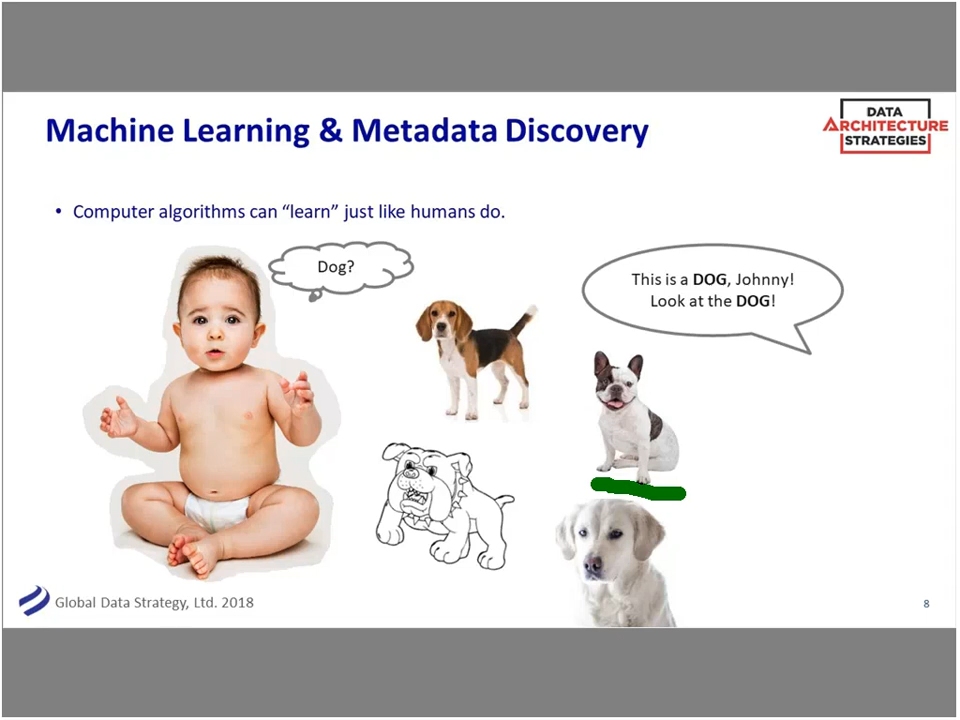 Machine Learning & Metadata Discovery
DATA
ARCHITECTURE
STRATEGIES
• Computer algorithms can “learn” just like humans do.
Dog?
This is a DOG, Johnny!
Look at the DOG!
Global Data Strategy, Ltd. 2018
8